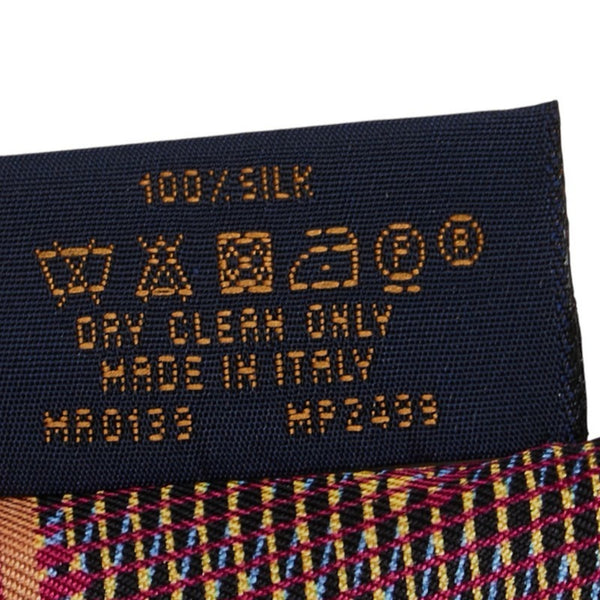 100% SILK
P R
DRY CLEAN ONLY
MADE IN ITALY
MA0139 MP2499